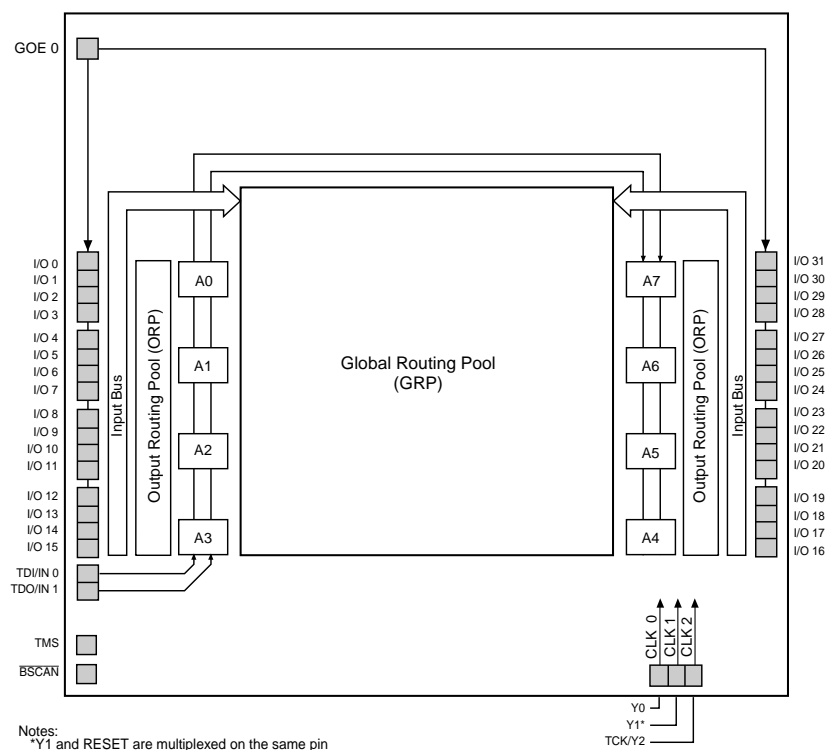 GOE 0
I/O 0
I/O 1
I/O 2
I/O 3
I/O 4
I/O 5
I/O 6
I/O 7
I/O 8
I/O 9
I/O 10
I/O 11
I/O 12
I/O 13
I/O 14
I/O 15
TDI/IN 0
TDO/IN 1
TMS
BSCAN
Input Bus
Output Routing Pool (ORP)
A0
A1
A2
A3
Global Routing Pool
(GRP)
A7
A6
A5
A4
Output Routing Pool (ORP)
Input Bus
I/O 31
I/O 30
I/O 29
I/O 28
I/O 27
I/O 26
I/O 25
I/O 24
I/O 23
I/O 22
I/O 21
I/O 20
I/O 19
I/O 18
I/O 17
I/O 16
CLK 0
CLK 1
CLK 2
Y0
Y1*
TCK/Y2
Notes:
*Y1 and RESET are multiplexed on the same pin